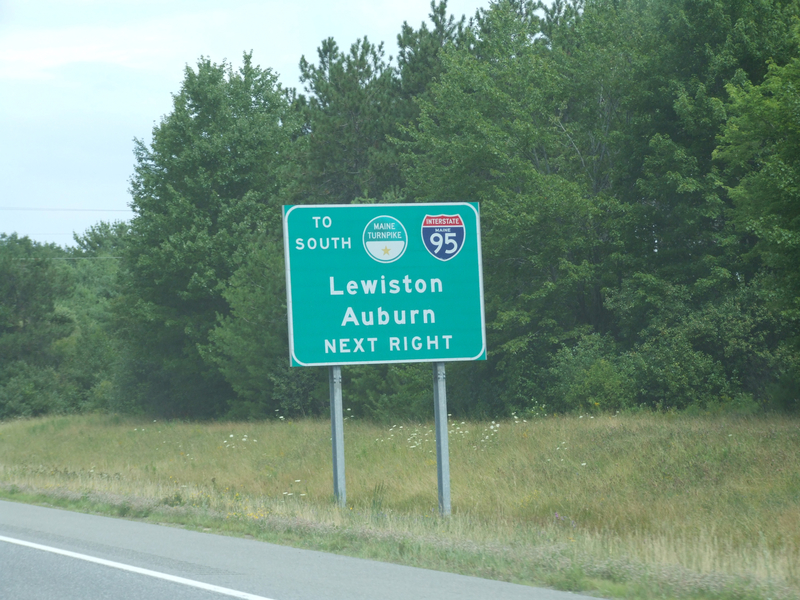 TO
SOUTH
MAINE
TURNPIKE
INTERSTATE
MAINE
95
Lewiston
Auburn
NEXT RIGHT